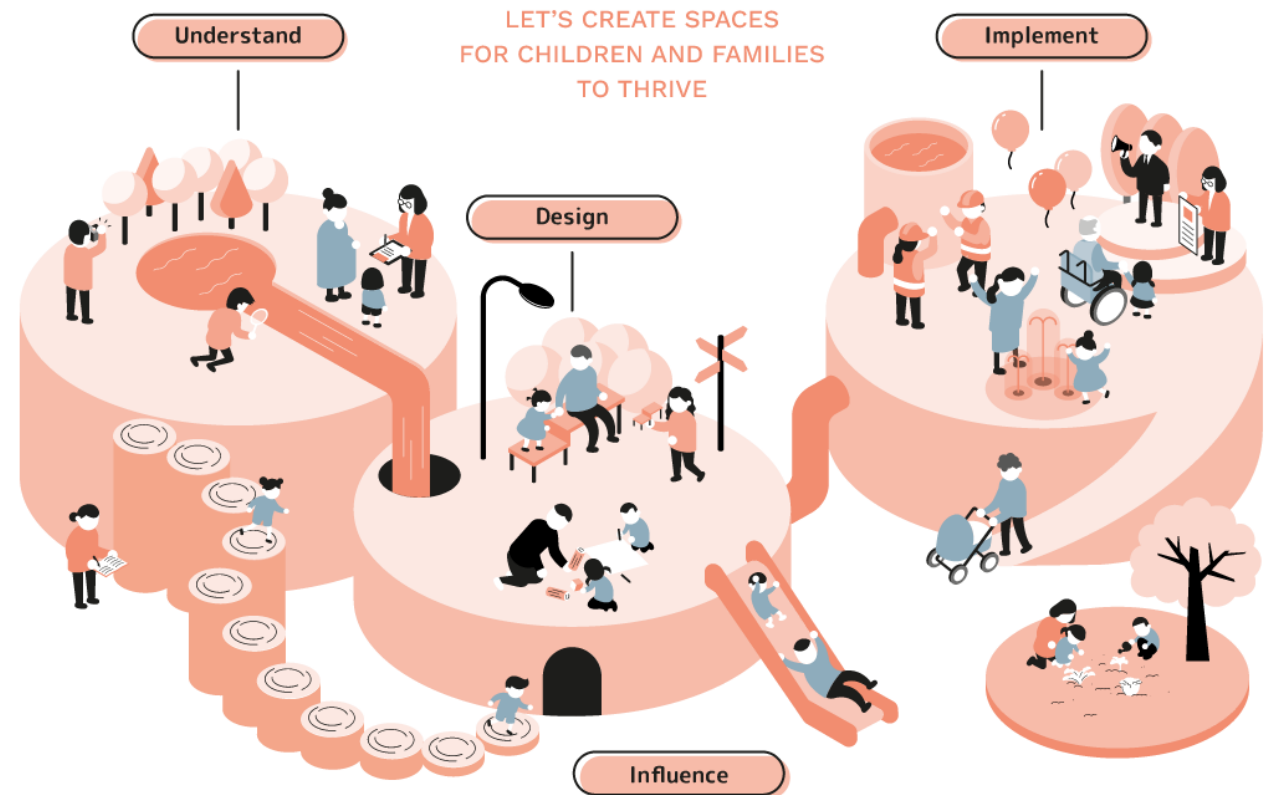 Understand
LET'S CREATE SPACES
FOR CHILDREN AND FAMILIES
TO THRIVE
Implement
Design
Influence